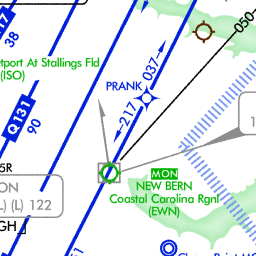 38
050
tport At Stallings Fld
(ISO)
PRANK
037
217
Q131
90
5R
ON
L) (L) 122
GH
MON
NEW BERN
Coastal Carolina Rgnl
(EWN)
1